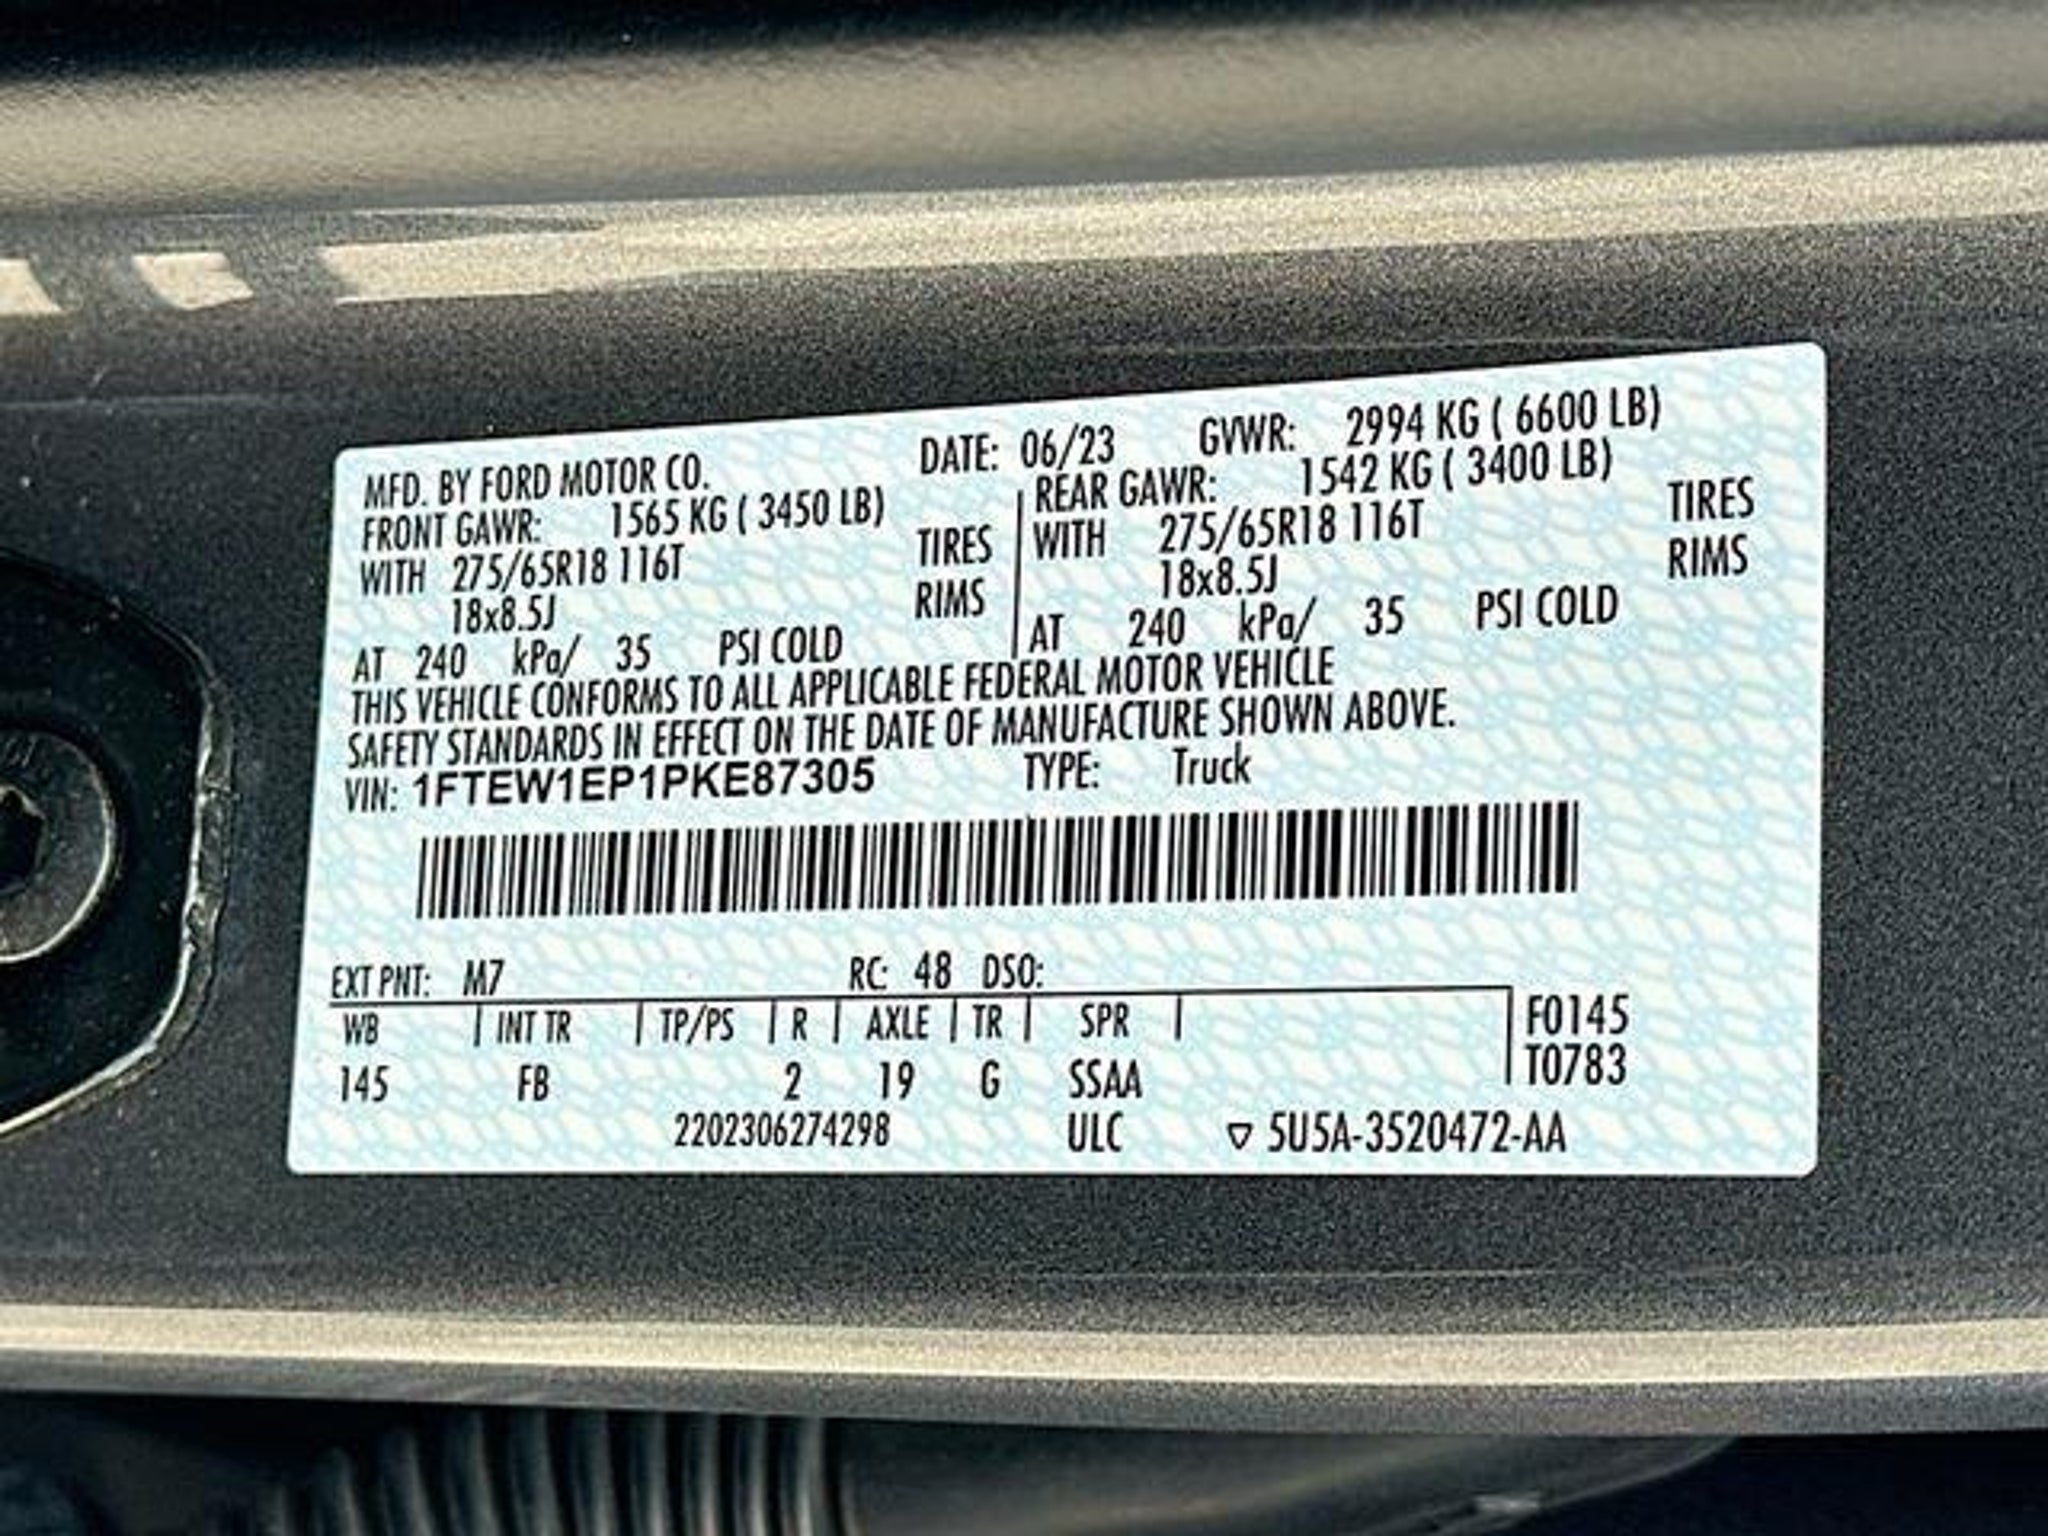 MFD. BY FORD MOTOR CO. DATE: 06/23 GVWR: 2994 KG ( 6600 LB)
FRONT GAWR: 1565 KG ( 3450 LB) REAR GAWR: 1542 KG ( 3400 LB)
WITH 275/65R18 116T TIRES WITH 275/65R18 116T TIRES
18x8.5J RIMS 18x8.5J RIMS
AT 240 kPa/ 35 PSI COLD AT 240 kPa/ 35 PSI COLD
THIS VEHICLE CONFORMS TO ALL APPLICABLE FEDERAL MOTOR VEHICLE
SAFETY STANDARDS IN EFFECT ON THE DATE OF MANUFACTURE SHOWN ABOVE.
VIN: 1FTEW1EP1PKE87305 TYPE: Truck
EXT PNT: M7 RC: 48 DSO:
WB INT TR TP/PS R AXLE TR SPR F0145
145 FB 2 19 G SSAA T0783
2202306274298 ULC ▽ 5U5A-3520472-AA